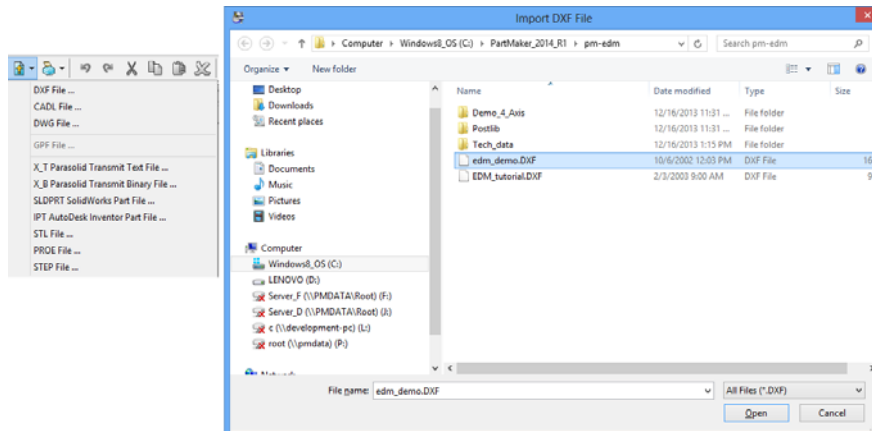 DXF File ...
CADL File ...
DWG File ...
GPF File ...
X_T Parasolid Transmit Text File ...
X_B Parasolid Transmit Binary File ...
SLDPRT SolidWorks Part File ...
IPT AutoDesk Inventor Part File ...
STL File ...
PROE File ...
STEP File ...
Import DXF File
Computer Windows8_OS (C:) PartMaker_2014_R1 pm-edm
Search pm-edm
Organize New folder
Desktop
Downloads
Recent places
Libraries
Documents
Music
Pictures
Videos
Computer
Windows8_OS (C:)
LENOVO (D:)
Server_F (\\PMDATA\Root) (F:)
Server_D (\\PMDATA\Root) (J:)
c (\\development-pc) (L:)
root (\\pmdata) (P:)
Name Date modified Type Size
Demo_4_Axis 12/16/2013 11:31 ... File folder
Postlib 12/16/2013 11:31 ... File folder
Tech_data 12/16/2013 1:15 PM File folder
edm_demo.DXF 10/6/2002 12:03 PM DXF File 16
EDM_tutorial.DXF 2/3/2003 9:00 AM DXF File 9
File name: edm_demo.DXF All Files (*.DXF)
Open Cancel